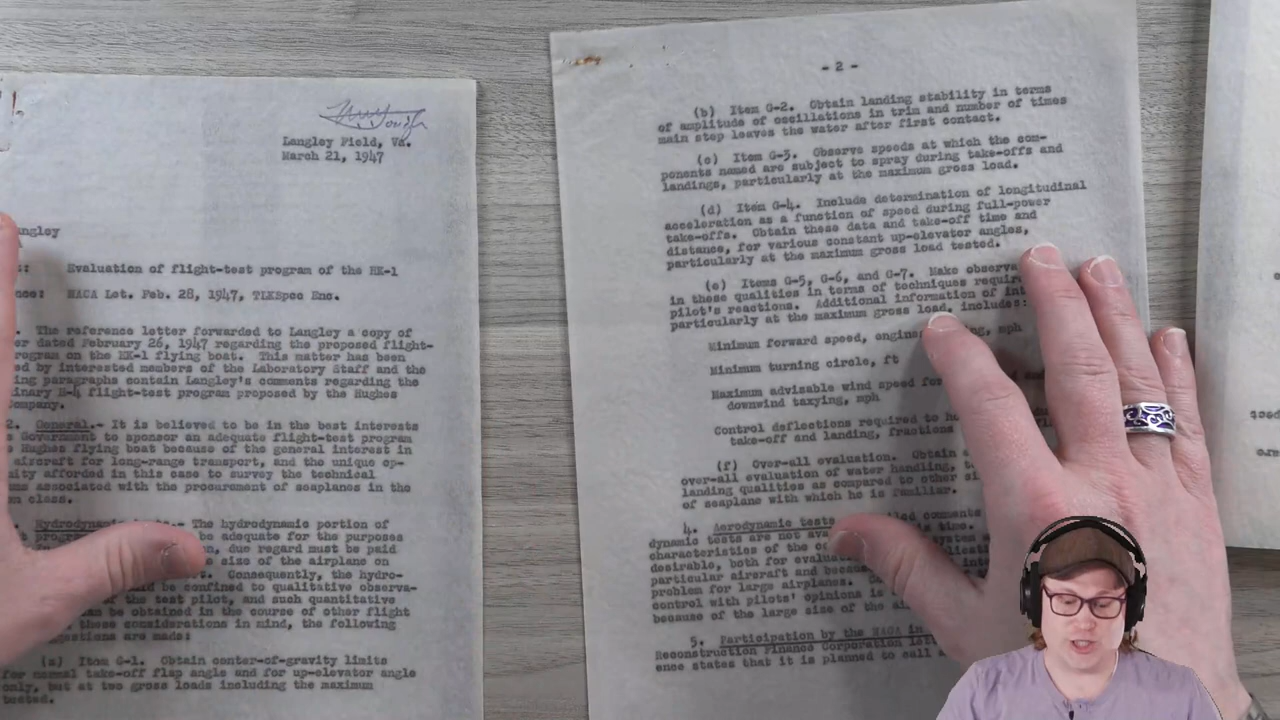 Langley Field, Va.
March 21, 1947
Langley
Evaluation of flight-test program of the HK-1
NACA Let. Feb. 28, 1947, TLKSpec Enc.
The reference letter forwarded to Langley a copy of
dated February 26, 1947 regarding the proposed flight-
program on the HK-1 flying boat. This matter has been
by interested members of the Laboratory Staff and the
paragraphs contain Langley's comments regarding the
H-4 flight-test program proposed by the Hughes
company.
2. General.- It is believed to be in the best interests
Government to sponsor an adequate flight-test program
Hughes flying boat because of the general interest in
aircraft for long-range transport, and the unique op-
afforded in this case to survey the technical
associated with the procurement of seaplanes in the
class.
Hydrodynamic - The hydrodynamic portion of
be adequate for the purposes
due regard must be paid
size of the airplane on
Consequently, the hydro-
be confined to qualitative observa-
the test pilot, and such quantitative
can be obtained in the course of other flight
these considerations in mind, the following
are made:
(a) Item G-1. Obtain center-of-gravity limits
for normal take-off flap angle and for up-elevator angle
only, but at two gross loads including the maximum
tested.
- 2 -
(b) Item G-2. Obtain landing stability in terms
of amplitude of oscillations in trim and number of times
main step leaves the water after first contact.
(c) Item G-3. Observe speeds at which the com-
ponents named are subject to spray during take-offs and
landings, particularly at the maximum gross load.
(d) Item G-4. Include determination of longitudinal
acceleration as a function of speed during full-power
take-offs. Obtain these data and take-off time and
distance, for various constant up-elevator angles,
particularly at the maximum gross load tested.
(e) Items G-5, G-6, and G-7. Make
in these qualities in terms of techniques
pilot's reactions. Additional information of
particularly at the maximum gross load, includes:
Minimum forward speed, mph
Minimum turning circle, ft
Maximum advisable wind speed for
downwind taxying, mph
Control deflections required to
take-off and landing, fractions
(f) Over-all evaluation. Obtain
over-all evaluation of water handling,
landing qualities as compared to other
of seaplane with which he is familiar.
4. Aerodynamic tests comments
dynamic tests are not time.
characteristics of the system
desirable, both for
particular aircraft and
problem for large airplanes.
control with pilots' opinions is
because of the large size of the
5. Participation by the NACA in
Reconstruction Finance Corporation
ence states that it is planned to call